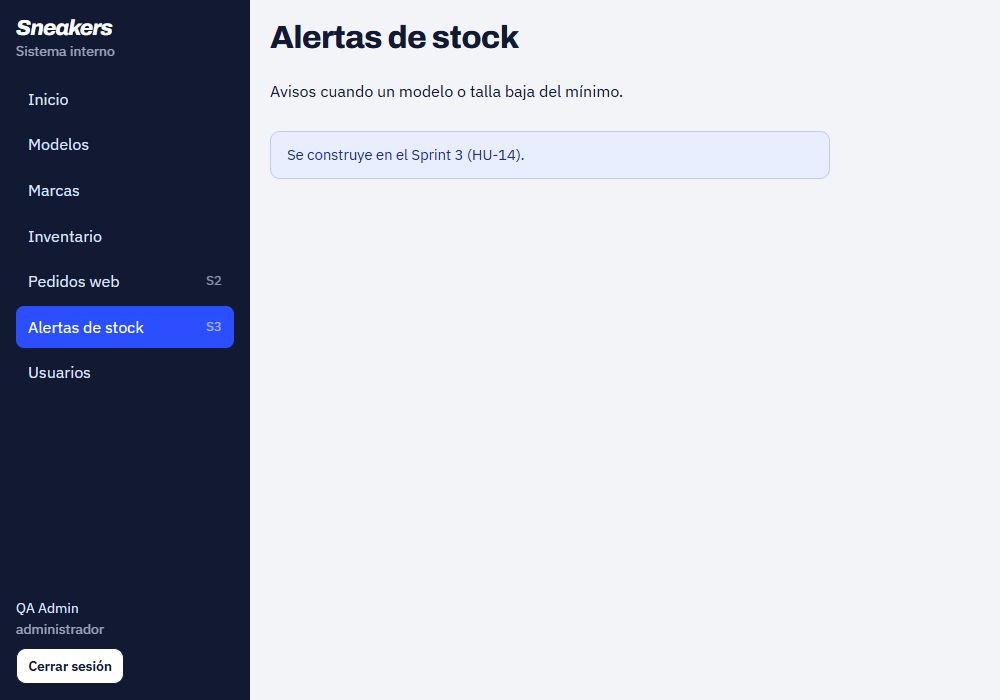 Sneakers
Sistema interno
Inicio
Modelos
Marcas
Inventario
Pedidos web S2
Alertas de stock S3
Usuarios
QA Admin
administrador
Cerrar sesión
Alertas de stock
Avisos cuando un modelo o talla baja del mínimo.
Se construye en el Sprint 3 (HU-14).